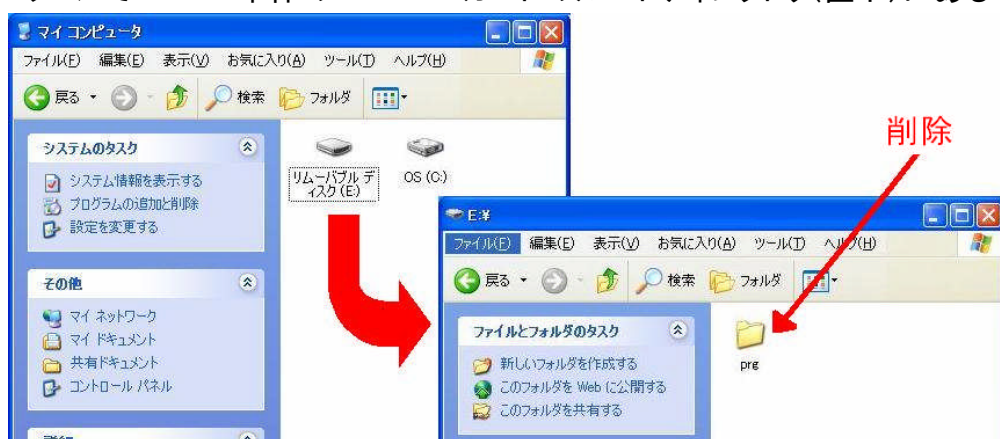 マイ コンピュータ
ファイル(F) 編集(E) 表示(V) お気に入り(A) ツール(T) ヘルプ(H)
戻る 検索 フォルダ
システムのタスク
システム情報を表示する
プログラムの追加と削除
設定を変更する
その他
マイ ネットワーク
マイ ドキュメント
共有ドキュメント
コントロール パネル
リムーバブル デ
ィスク (E:)
OS (C:)
削除
E:¥
ファイル(F) 編集(E) 表示(V) お気に入り(A) ツール(T) ヘルプ(H)
戻る 検索 フォルダ
ファイルとフォルダのタスク
新しいフォルダを作成する
このフォルダを Web に公開する
このフォルダを共有する
prg